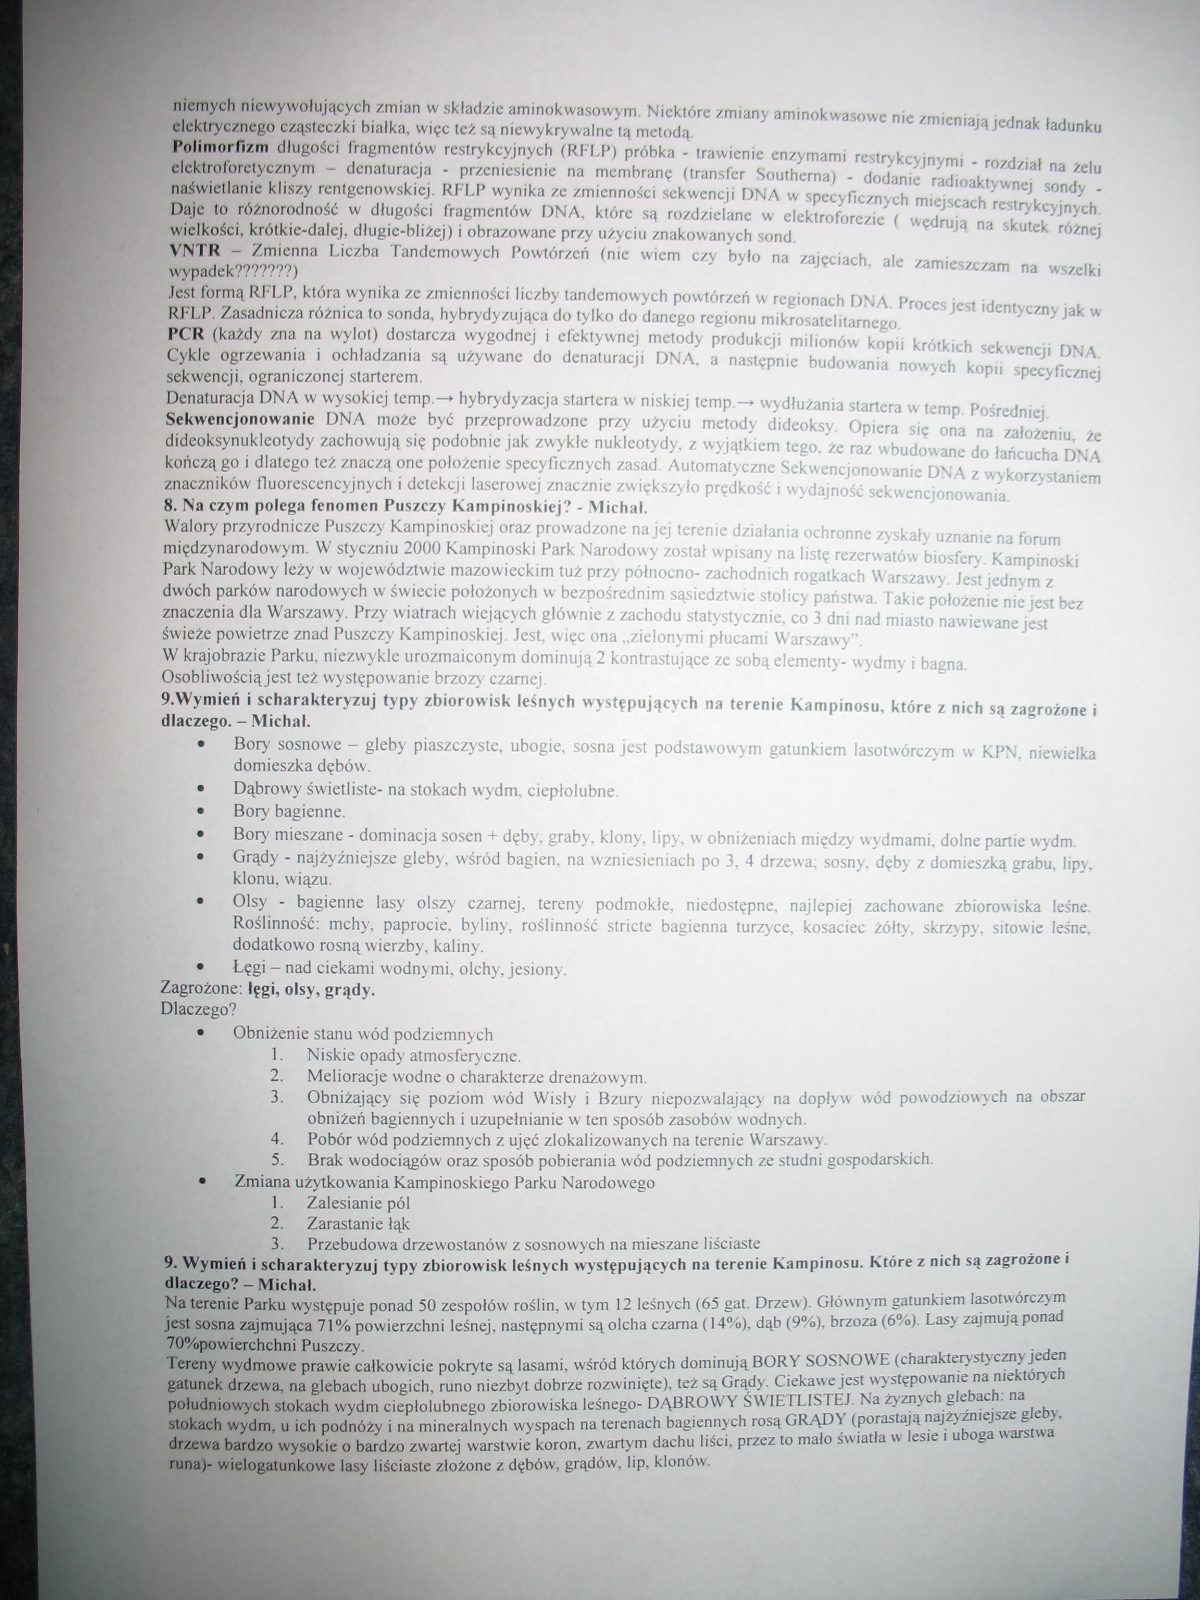 niemych niewywołujących zmian w składzie aminokwasowym. Niektóre zmiany aminokwasowe nie zmieniają jednak ładunku
elektrycznego cząsteczki białka, więc też są niewykrywalne tą metodą.
Polimorfizm długości fragmentów restrykcyjnych (RFLP) próbka - trawienie enzymami restrykcyjnymi - rozdział na żelu
elektroforetycznym – denaturacja - przeniesienie na membranę (transfer Southerna) - dodanie radioaktywnej sondy -
naświetlanie kliszy rentgenowskiej. RFLP wynika ze zmienności sekwencji DNA w specyficznych miejscach restrykcyjnych.
Daje to różnorodność w długości fragmentów DNA, które są rozdzielane w elektroforezie ( wędrują na skutek różnej
wielkości, krótkie-dalej, długie-bliżej) i obrazowane przy użyciu znakowanych sond.
VNTR – Zmienna Liczba Tandemowych Powtórzeń (nie wiem czy było na zajęciach, ale zamieszczam na wszelki
wypadek???????)
Jest formą RFLP, która wynika ze zmienności liczby tandemowych powtórzeń w regionach DNA. Proces jest identyczny jak w
RFLP. Zasadnicza różnica to sonda, hybrydyzująca do tylko do danego regionu mikrosatelitarnego.
PCR (każdy zna na wylot) dostarcza wygodnej i efektywnej metody produkcji milionów kopii krótkich sekwencji DNA.
Cykle ogrzewania i ochładzania są używane do denaturacji DNA, a następnie budowania nowych kopii specyficznej
sekwencji, ograniczonej starterem.
Denaturacja DNA w wysokiej temp.→ hybrydyzacja startera w niskiej temp.→ wydłużania startera w temp. Pośredniej.
Sekwencjonowanie DNA może być przeprowadzone przy użyciu metody dideoksy. Opiera się ona na założeniu, że
dideoksynukleotydy zachowują się podobnie jak zwykłe nukleotydy, z wyjątkiem tego, że raz wbudowane do łańcucha DNA
kończą go i dlatego też znaczą one położenie specyficznych zasad. Automatyczne Sekwencjonowanie DNA z wykorzystaniem
znaczników fluorescencyjnych i detekcji laserowej znacznie zwiększyło prędkość i wydajność sekwencjonowania.
8. Na czym polega fenomen Puszczy Kampinoskiej? - Michał.
Walory przyrodnicze Puszczy Kampinoskiej oraz prowadzone na jej terenie działania ochronne zyskały uznanie na forum
międzynarodowym. W styczniu 2000 Kampinoski Park Narodowy został wpisany na listę rezerwatów biosfery. Kampinoski
Park Narodowy leży w województwie mazowieckim tuż przy północno- zachodnich rogatkach Warszawy. Jest jednym z
dwóch parków narodowych w świecie położonych w bezpośrednim sąsiedztwie stolicy państwa. Takie położenie nie jest bez
znaczenia dla Warszawy. Przy wiatrach wiejących głównie z zachodu statystycznie, co 3 dni nad miasto nawiewane jest
świeże powietrze znad Puszczy Kampinoskiej. Jest, więc ona „zielonymi płucami Warszawy”.
W krajobrazie Parku, niezwykle urozmaiconym dominują 2 kontrastujące ze sobą elementy- wydmy i bagna.
Osobliwością jest też występowanie brzozy czarnej.
9.Wymień i scharakteryzuj typy zbiorowisk leśnych występujących na terenie Kampinosu, które z nich są zagrożone i
dlaczego. – Michał.
• Bory sosnowe – gleby piaszczyste, ubogie, sosna jest podstawowym gatunkiem lasotwórczym w KPN, niewielka
domieszka dębów.
• Dąbrowy świetliste- na stokach wydm, ciepłolubne.
• Bory bagienne.
• Bory mieszane - dominacja sosen + dęby, graby, klony, lipy, w obniżeniach między wydmami, dolne partie wydm.
• Grądy - najżyźniejsze gleby, wśród bagien, na wzniesieniach po 3, 4 drzewa; sosny, dęby z domieszką grabu, lipy,
klonu, wiązu.
• Olsy - bagienne lasy olszy czarnej, tereny podmokłe, niedostępne, najlepiej zachowane zbiorowiska leśne.
Roślinność: mchy, paprocie, byliny, roślinność stricte bagienna turzyce, kosaciec żółty, skrzypy, sitowie leśne,
dodatkowo rosną wierzby, kaliny.
• Łęgi – nad ciekami wodnymi, olchy, jesiony.
Zagrożone: łęgi, olsy, grądy.
Dlaczego?
• Obniżenie stanu wód podziemnych
1. Niskie opady atmosferyczne.
2. Melioracje wodne o charakterze drenażowym.
3. Obniżający się poziom wód Wisły i Bzury niepozwalający na dopływ wód powodziowych na obszar
obniżeń bagiennych i uzupełnianie w ten sposób zasobów wodnych.
4. Pobór wód podziemnych z ujęć zlokalizowanych na terenie Warszawy.
5. Brak wodociągów oraz sposób pobierania wód podziemnych ze studni gospodarskich.
• Zmiana użytkowania Kampinoskiego Parku Narodowego
1. Zalesianie pól
2. Zarastanie łąk
3. Przebudowa drzewostanów z sosnowych na mieszane liściaste
9. Wymień i scharakteryzuj typy zbiorowisk leśnych występujących na terenie Kampinosu. Które z nich są zagrożone i
dlaczego? – Michał.
Na terenie Parku występuje ponad 50 zespołów roślin, w tym 12 leśnych (65 gat. Drzew). Głównym gatunkiem lasotwórczym
jest sosna zajmująca 71% powierzchni leśnej, następnymi są olcha czarna (14%), dąb (9%), brzoza (6%). Lasy zajmują ponad
70%powierchchni Puszczy.
Tereny wydmowe prawie całkowicie pokryte są lasami, wśród których dominują BORY SOSNOWE (charakterystyczny jeden
gatunek drzewa, na glebach ubogich, runo niezbyt dobrze rozwinięte), też są Grądy. Ciekawe jest występowanie na niektórych
południowych stokach wydm ciepłolubnego zbiorowiska leśnego- DĄBROWY ŚWIETLISTEJ. Na żyznych glebach: na
stokach wydm, u ich podnóży i na mineralnych wyspach na terenach bagiennych rosą GRĄDY (porastają najżyźniejsze gleby,
drzewa bardzo wysokie o bardzo zwartej warstwie koron, zwartym dachu liści, przez to mało światła w lesie i uboga warstwa
runa)- wielogatunkowe lasy liściaste złożone z dębów, grądów, lip, klonów.